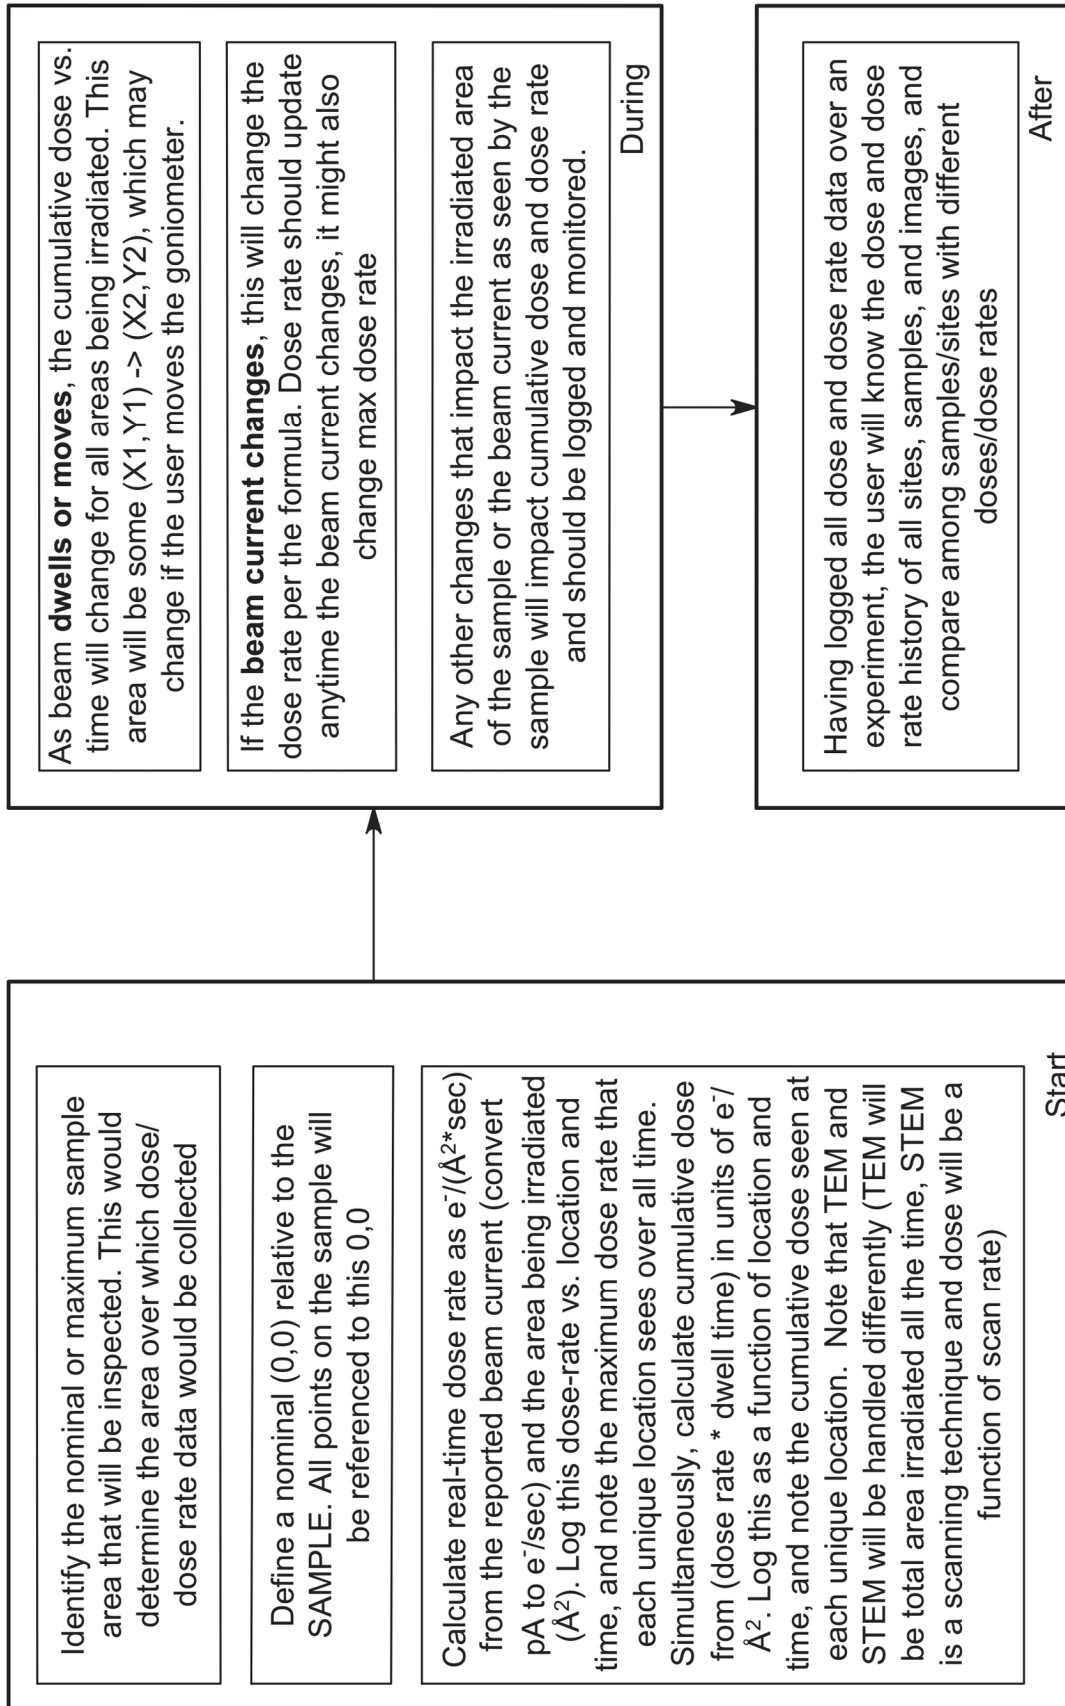 Identify the nominal or maximum sample
area that will be inspected. This would
determine the area over which dose/
dose rate data would be collected
Define a nominal (0,0) relative to the
SAMPLE. All points on the sample will
be referenced to this 0,0
Calculate real-time dose rate as e⁻/(Å²*sec)
from the reported beam current (convert
pA to e⁻/sec) and the area being irradiated
(Å²). Log this dose-rate vs. location and
time, and note the maximum dose rate that
each unique location sees over all time.
Simultaneously, calculate cumulative dose
from (dose rate * dwell time) in units of e⁻/
Å². Log this as a function of location and
time, and note the cumulative dose seen at
each unique location. Note that TEM and
STEM will be handled differently (TEM will
be total area irradiated all the time, STEM
is a scanning technique and dose will be a
function of scan rate)
Start
As beam dwells or moves, the cumulative dose vs.
time will change for all areas being irradiated. This
area will be some (X1,Y1) -> (X2,Y2), which may
change if the user moves the goniometer.
If the beam current changes, this will change the
dose rate per the formula. Dose rate should update
anytime the beam current changes, it might also
change max dose rate
Any other changes that impact the irradiated area
of the sample or the beam current as seen by the
sample will impact cumulative dose and dose rate
and should be logged and monitored.
During
Having logged all dose and dose rate data over an
experiment, the user will know the dose and dose
rate history of all sites, samples, and images, and
compare among samples/sites with different
doses/dose rates
After